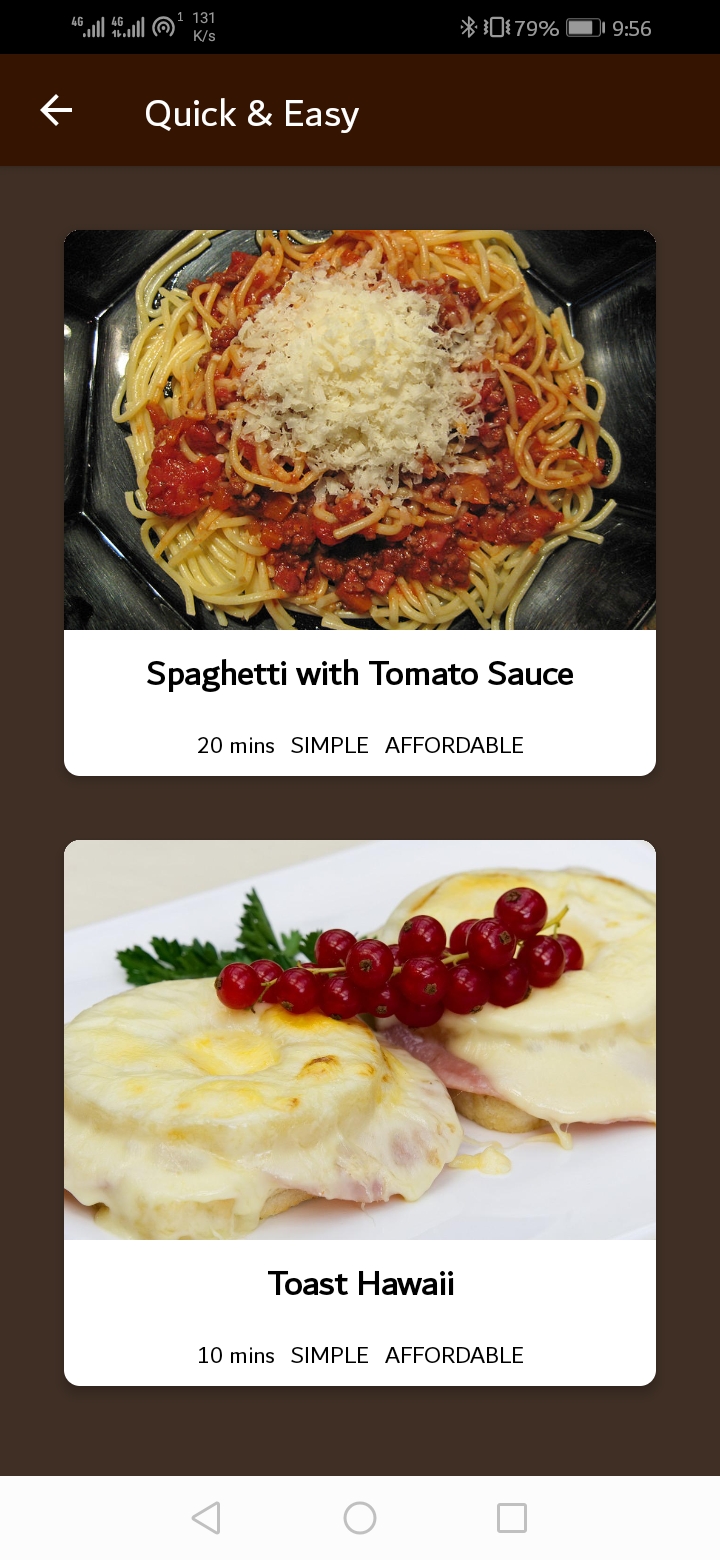 4G 4G 1 131 K/s 79% 9:56
Quick & Easy
Spaghetti with Tomato Sauce
20 mins SIMPLE AFFORDABLE
Toast Hawaii
10 mins SIMPLE AFFORDABLE